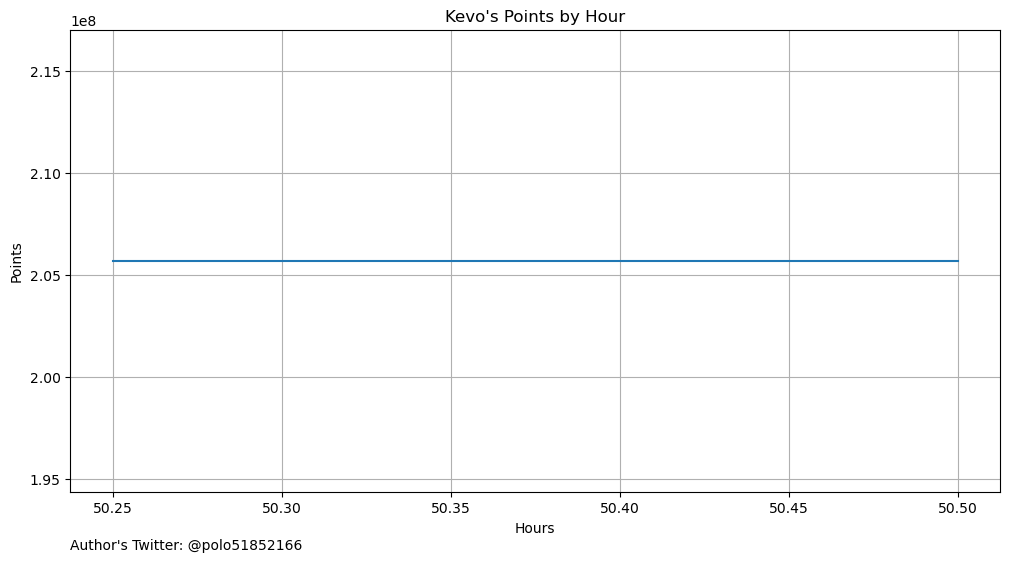 Kevo's Points by Hour
1e8
2.15
2.10
2.05
2.00
1.95
Points
50.25 50.30 50.35 50.40 50.45 50.50
Hours
Author's Twitter: @polo51852166